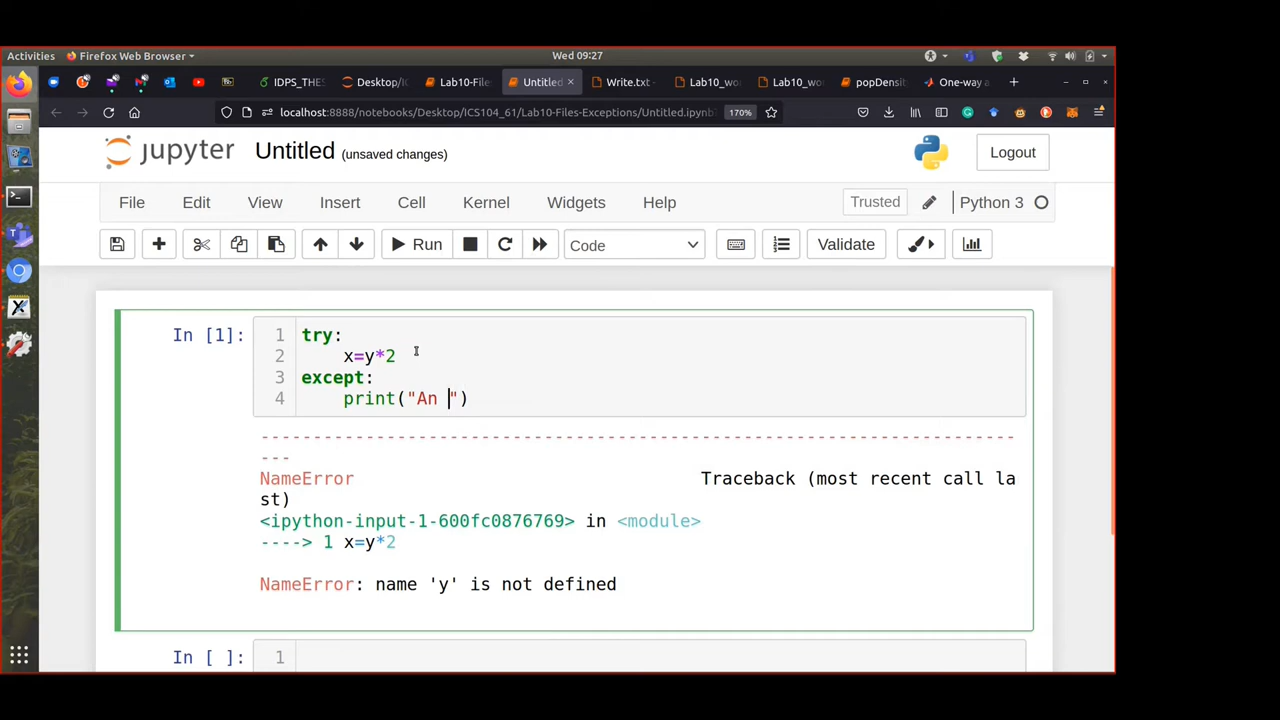 Activities Firefox Web Browser Wed 09:27
IDPS_THES Desktop/IC Lab10-File Untitled × Write.txt Lab10_wo Lab10_wo popDensit One-way a
localhost:8888/notebooks/Desktop/ICS104_61/Lab10-Files-Exceptions/Untitled.ipynb 170%
jupyter Untitled (unsaved changes) Logout
File Edit View Insert Cell Kernel Widgets Help Trusted Python 3
Run Code Validate
In [1]: 1 try:
2 x=y*2
3 except:
4 print("An ")
---------------------------------------------------------------------------
NameError Traceback (most recent call la
st)
<ipython-input-1-600fc0876769> in <module>
----> 1 x=y*2
NameError: name 'y' is not defined
In [ ]: 1